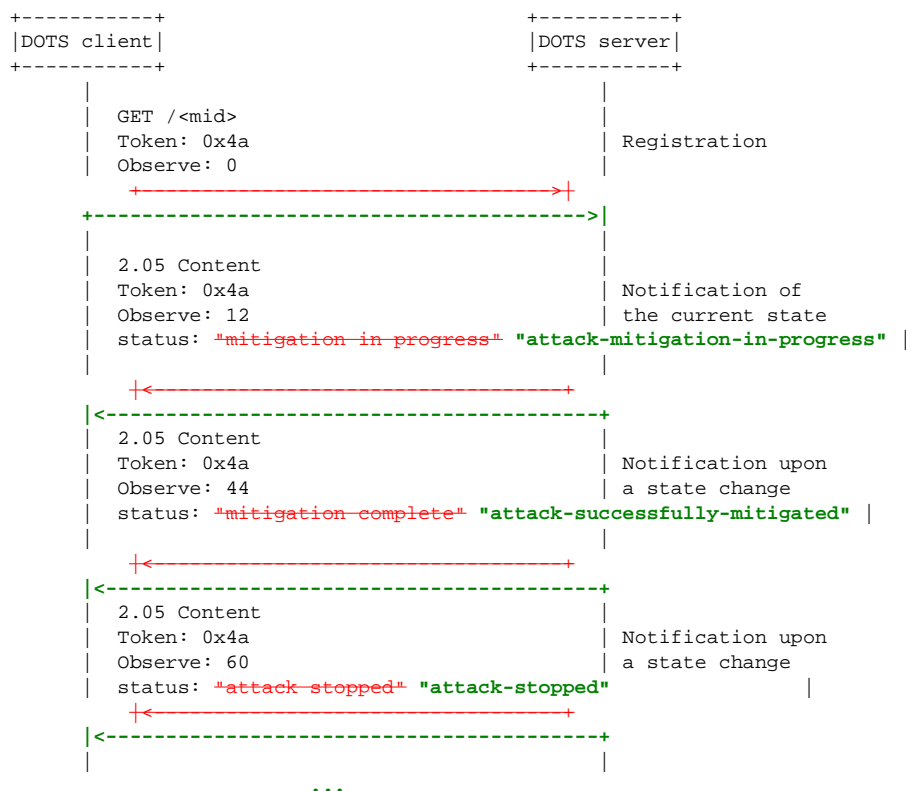 +-----------+ +-----------+
|DOTS client| |DOTS server|
+-----------+ +-----------+
| |
| GET /<mid> |
| Token: 0x4a | Registration
| Observe: 0 |
+---------------------------------->|
+----------------------------------------->|
| |
| 2.05 Content |
| Token: 0x4a | Notification of
| Observe: 12 | the current state
| status: "mitigation in progress" "attack-mitigation-in-progress" |
| |
|<----------------------------------+
|<-----------------------------------------+
| 2.05 Content |
| Token: 0x4a | Notification upon
| Observe: 44 | a state change
| status: "mitigation complete" "attack-successfully-mitigated" |
| |
|<----------------------------------+
|<-----------------------------------------+
| 2.05 Content |
| Token: 0x4a | Notification upon
| Observe: 60 | a state change
| status: "attack stopped" "attack-stopped" |
|<----------------------------------+
|<-----------------------------------------+
| |
...